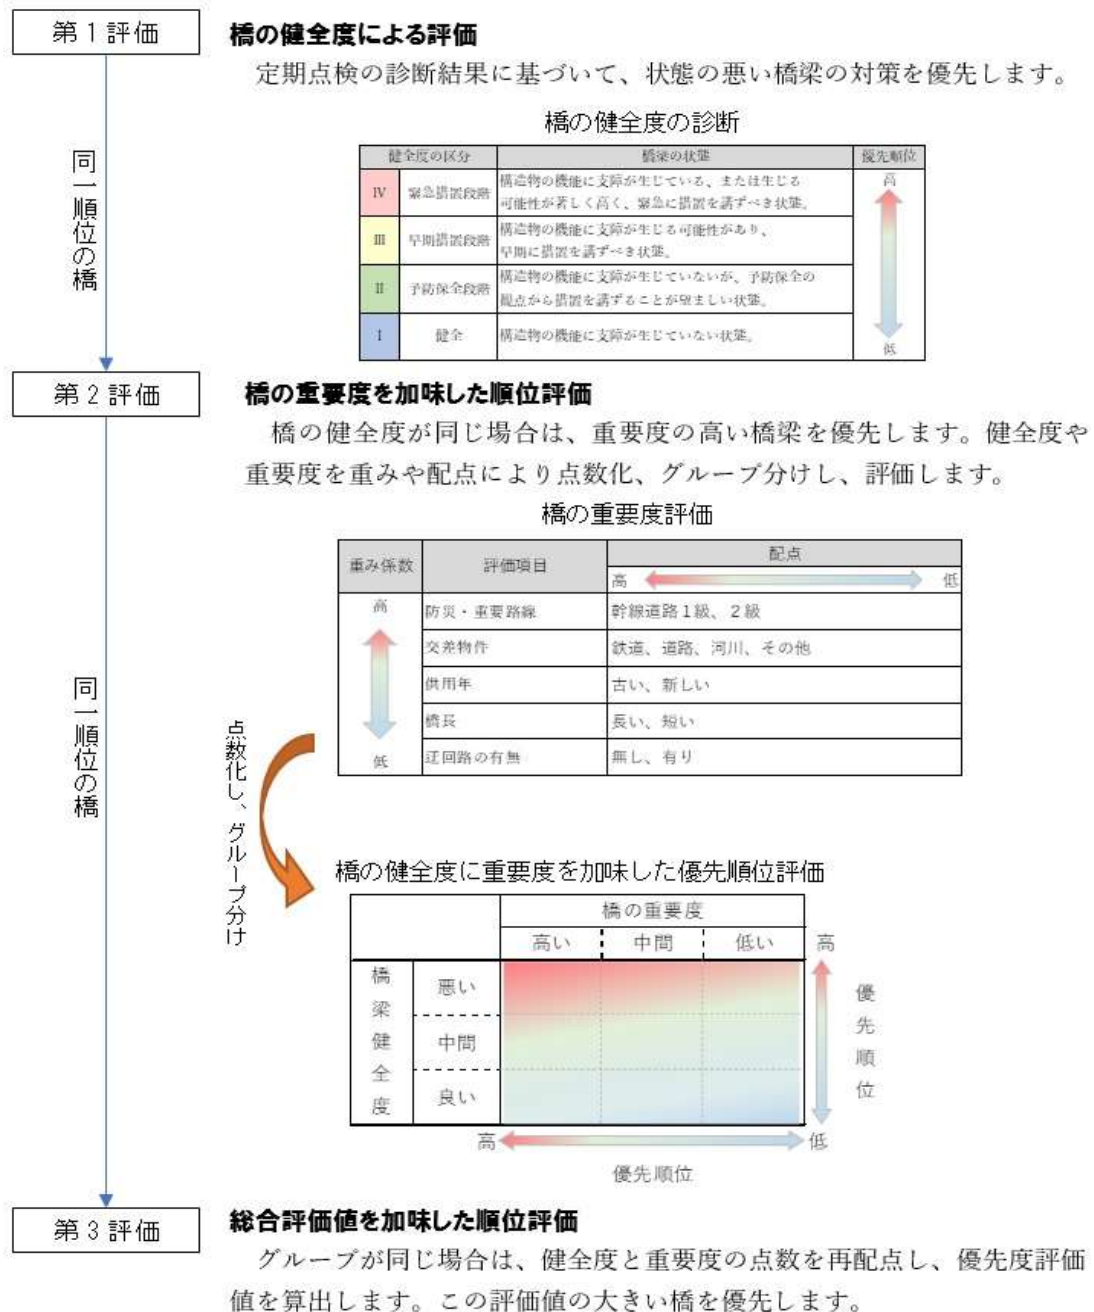 第１評価
橋の健全度による評価
定期点検の診断結果に基づいて、状態の悪い橋梁の対策を優先します。
同一順位の橋
橋の健全度の診断
健全度の区分 橋梁の状態 優先順位
Ⅳ 緊急措置段階 構造物の機能に支障が生じている、または生じる
可能性が著しく高く、緊急に措置を講ずべき状態。
Ⅲ 早期措置段階 構造物の機能に支障が生じる可能性があり、
早期に措置を講ずべき状態。
Ⅱ 予防保全段階 構造物の機能に支障が生じていないが、予防保全の
観点から措置を講ずることが望ましい状態。
Ⅰ 健全 構造物の機能に支障が生じていない状態。
高
低
第２評価
橋の重要度を加味した順位評価
橋の健全度が同じ場合は、重要度の高い橋梁を優先します。健全度や
重要度を重みや配点により点数化、グループ分けし、評価します。
同一順位の橋
橋の重要度評価
重み係数 評価項目 配点
高 低
高
低
防災・重要路線 幹線道路１級、２級
交差物件 鉄道、道路、河川、その他
供用年 古い、新しい
橋長 長い、短い
迂回路の有無 無し、有り
点数化し、グループ分け
橋の健全度に重要度を加味した優先順位評価
橋の重要度
高い 中間 低い
橋梁健全度
悪い
中間
良い
高
優先順位
低
高
優先順位
第３評価
総合評価値を加味した順位評価
グループが同じ場合は、健全度と重要度の点数を再配点し、優先度評価
値を算出します。この評価値の大きい橋を優先します。